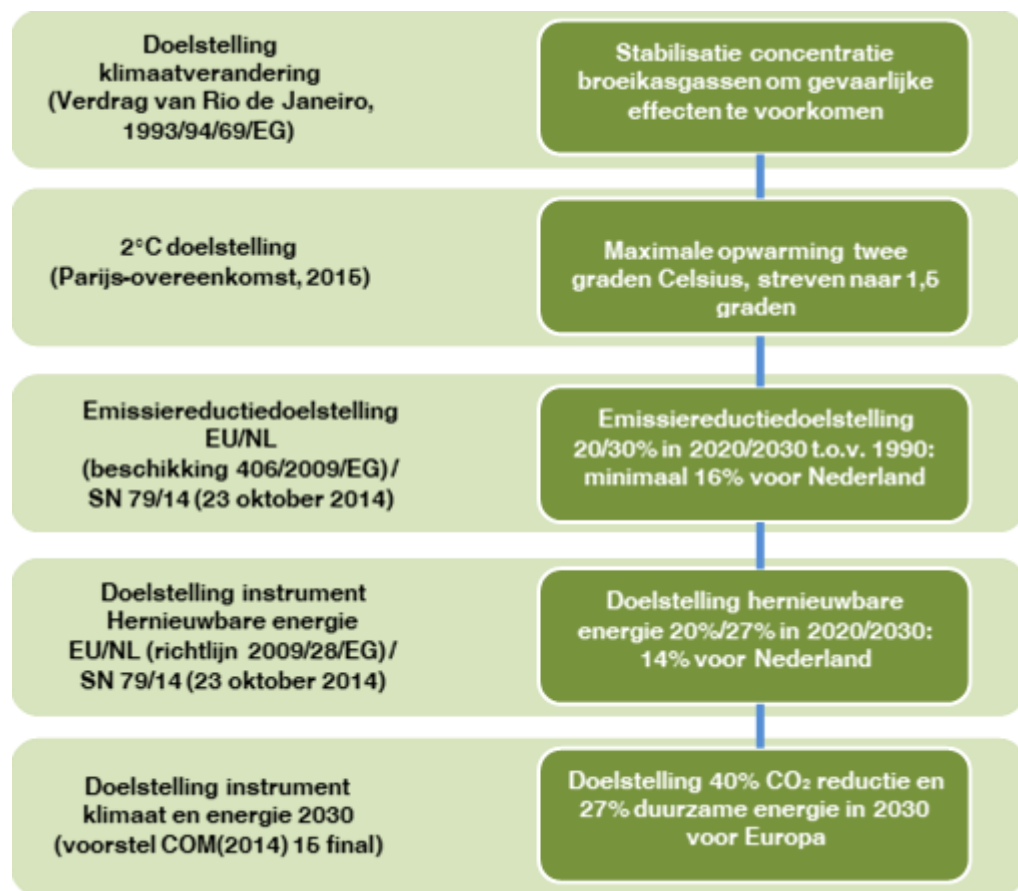 Doelstelling
klimaatverandering
(Verdrag van Rio de Janeiro,
1993/94/69/EG)
Stabilisatie concentratie
broeikasgassen om gevaarlijke
effecten te voorkomen
2°C doelstelling
(Parijs-overeenkomst, 2015)
Maximale opwarming twee
graden Celsius, streven naar 1,5
graden
Emissiereductiedoelstelling
EU/NL
(beschikking 406/2009/EG) /
SN 79/14 (23 oktober 2014)
Emissiereductiedoelstelling
20/30% in 2020/2030 t.o.v. 1990:
minimaal 16% voor Nederland
Doelstelling instrument
Hernieuwbare energie
EU/NL (richtlijn 2009/28/EG) /
SN 79/14 (23 oktober 2014)
Doelstelling hernieuwbare
energie 20%/27% in 2020/2030:
14% voor Nederland
Doelstelling instrument
klimaat en energie 2030
(voorstel COM(2014) 15 final)
Doelstelling 40% CO₂ reductie en
27% duurzame energie in 2030
voor Europa